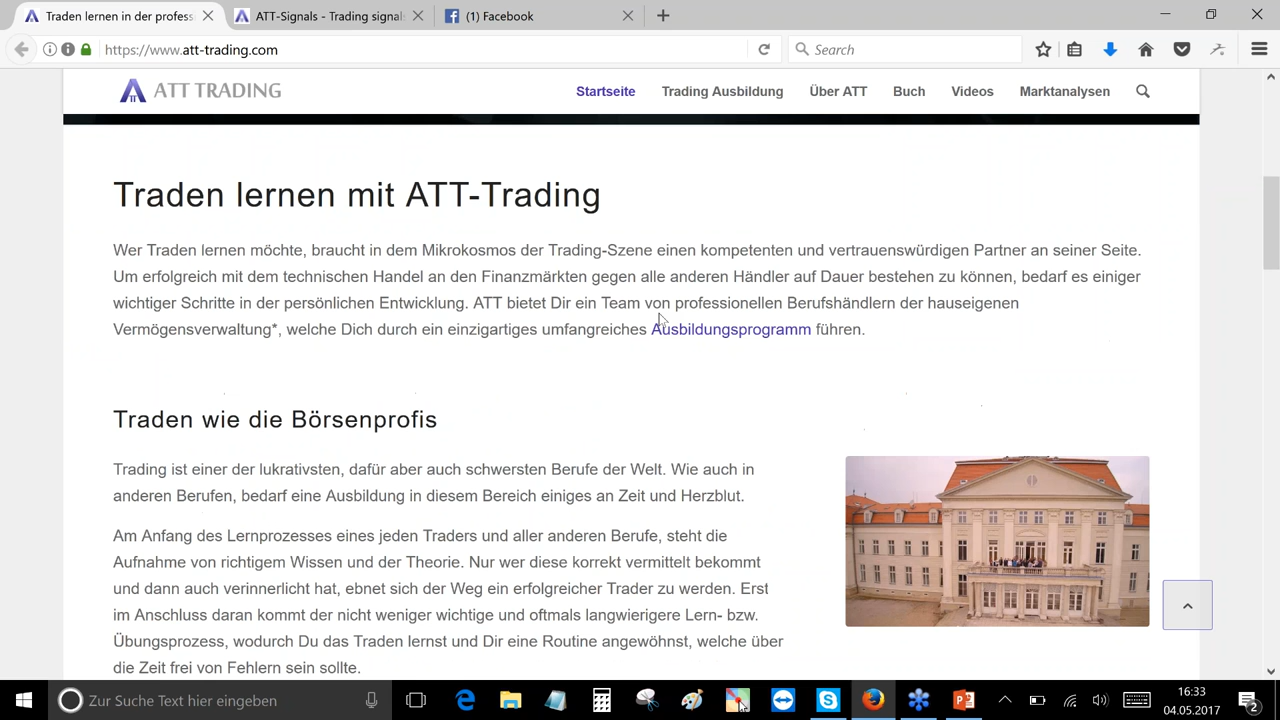 Traden lernen in der profess
ATT-Signals - Trading signal
(1) Facebook
https://www.att-trading.com
Search
ATT TRADING
Startseite
Trading Ausbildung
Über ATT
Buch
Videos
Marktanalysen
Traden lernen mit ATT-Trading
Wer Traden lernen möchte, braucht in dem Mikrokosmos der Trading-Szene einen kompetenten und vertrauenswürdigen Partner an seiner Seite.
Um erfolgreich mit dem technischen Handel an den Finanzmärkten gegen alle anderen Händler auf Dauer bestehen zu können, bedarf es einiger
wichtiger Schritte in der persönlichen Entwicklung. ATT bietet Dir ein Team von professionellen Berufshändlern der hauseigenen
Vermögensverwaltung*, welche Dich durch ein einzigartiges umfangreiches Ausbildungsprogramm führen.
Traden wie die Börsenprofis
Trading ist einer der lukrativsten, dafür aber auch schwersten Berufe der Welt. Wie auch in
anderen Berufen, bedarf eine Ausbildung in diesem Bereich einiges an Zeit und Herzblut.
Am Anfang des Lernprozesses eines jeden Traders und aller anderen Berufe, steht die
Aufnahme von richtigem Wissen und der Theorie. Nur wer diese korrekt vermittelt bekommt
und dann auch verinnerlicht hat, ebnet sich der Weg ein erfolgreicher Trader zu werden. Erst
im Anschluss daran kommt der nicht weniger wichtige und oftmals langwierigere Lern- bzw.
Übungsprozess, wodurch Du das Traden lernst und Dir eine Routine angewöhnst, welche über
die Zeit frei von Fehlern sein sollte.
Zur Suche Text hier eingeben
16:33
04.05.2017
2